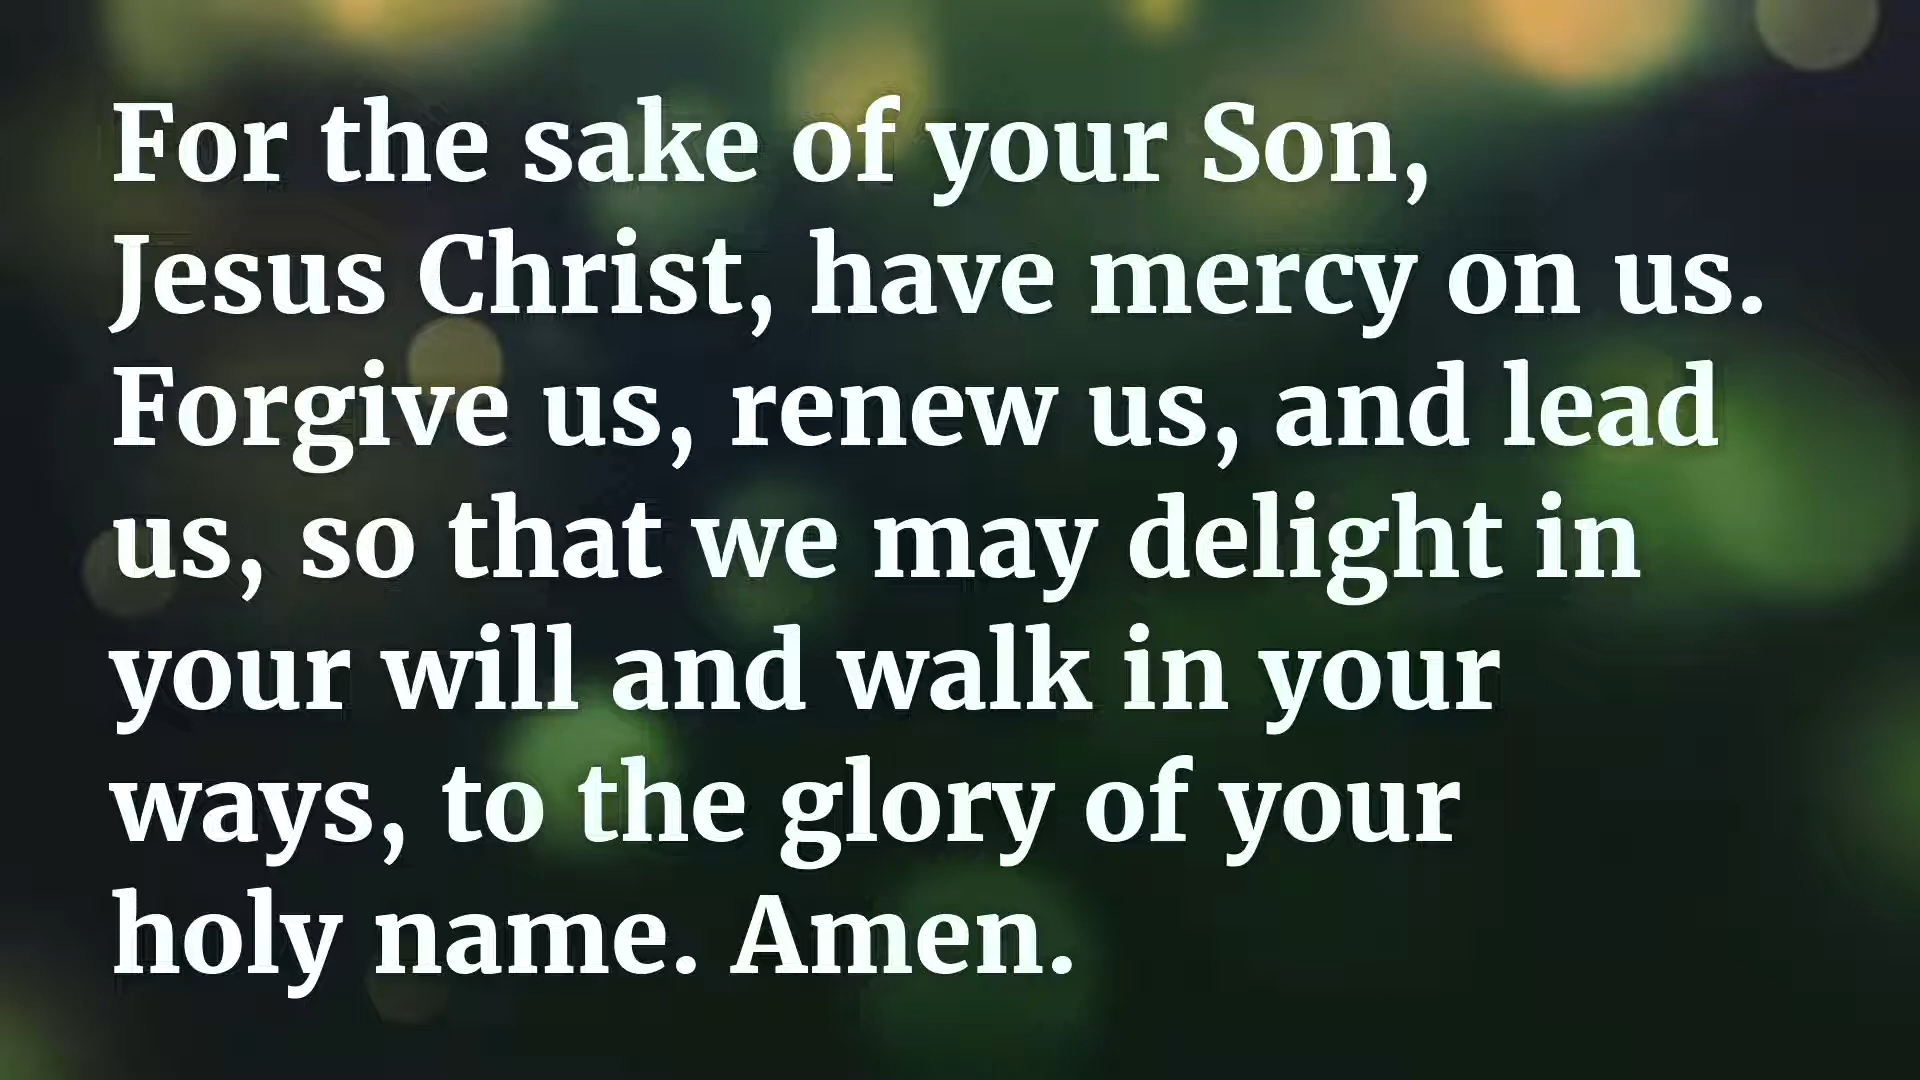 For the sake of your Son,
Jesus Christ, have mercy on us.
Forgive us, renew us, and lead
us, so that we may delight in
your will and walk in your
ways, to the glory of your
holy name. Amen.